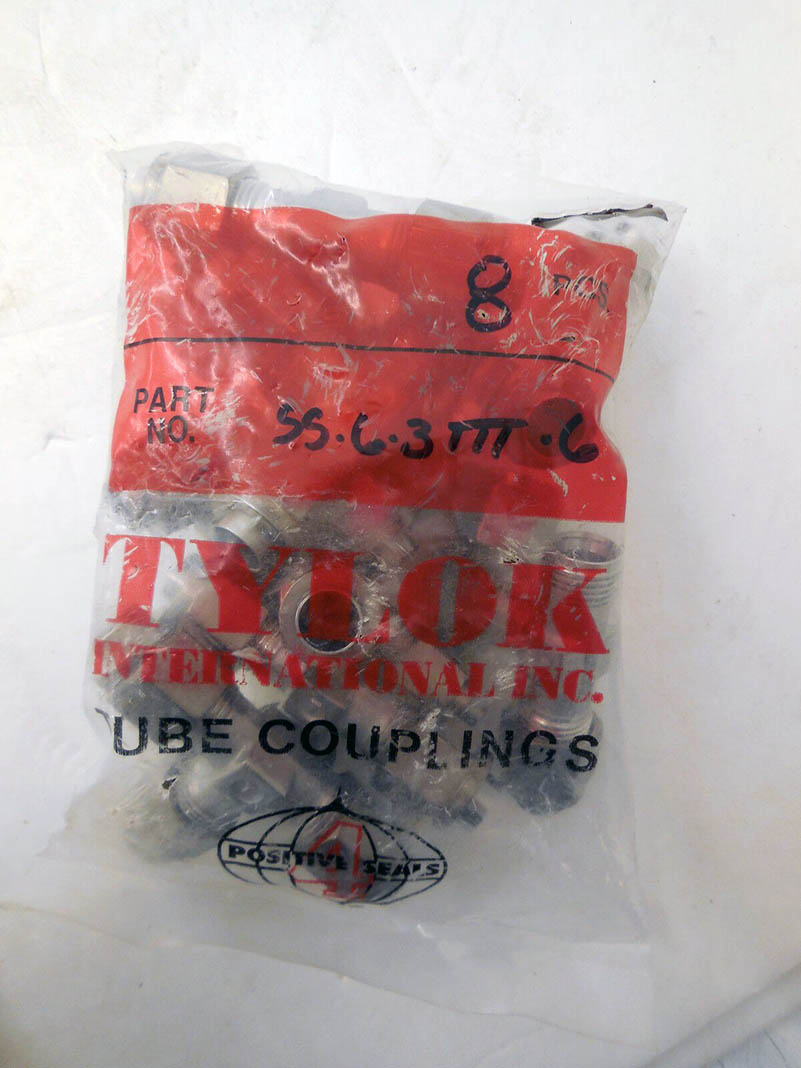 8 PCS.
PART
NO. SS.6.3TTT.6
TYLOK
INTERNATIONAL INC.
TUBE COUPLINGS
4
POSITIVE SEALS